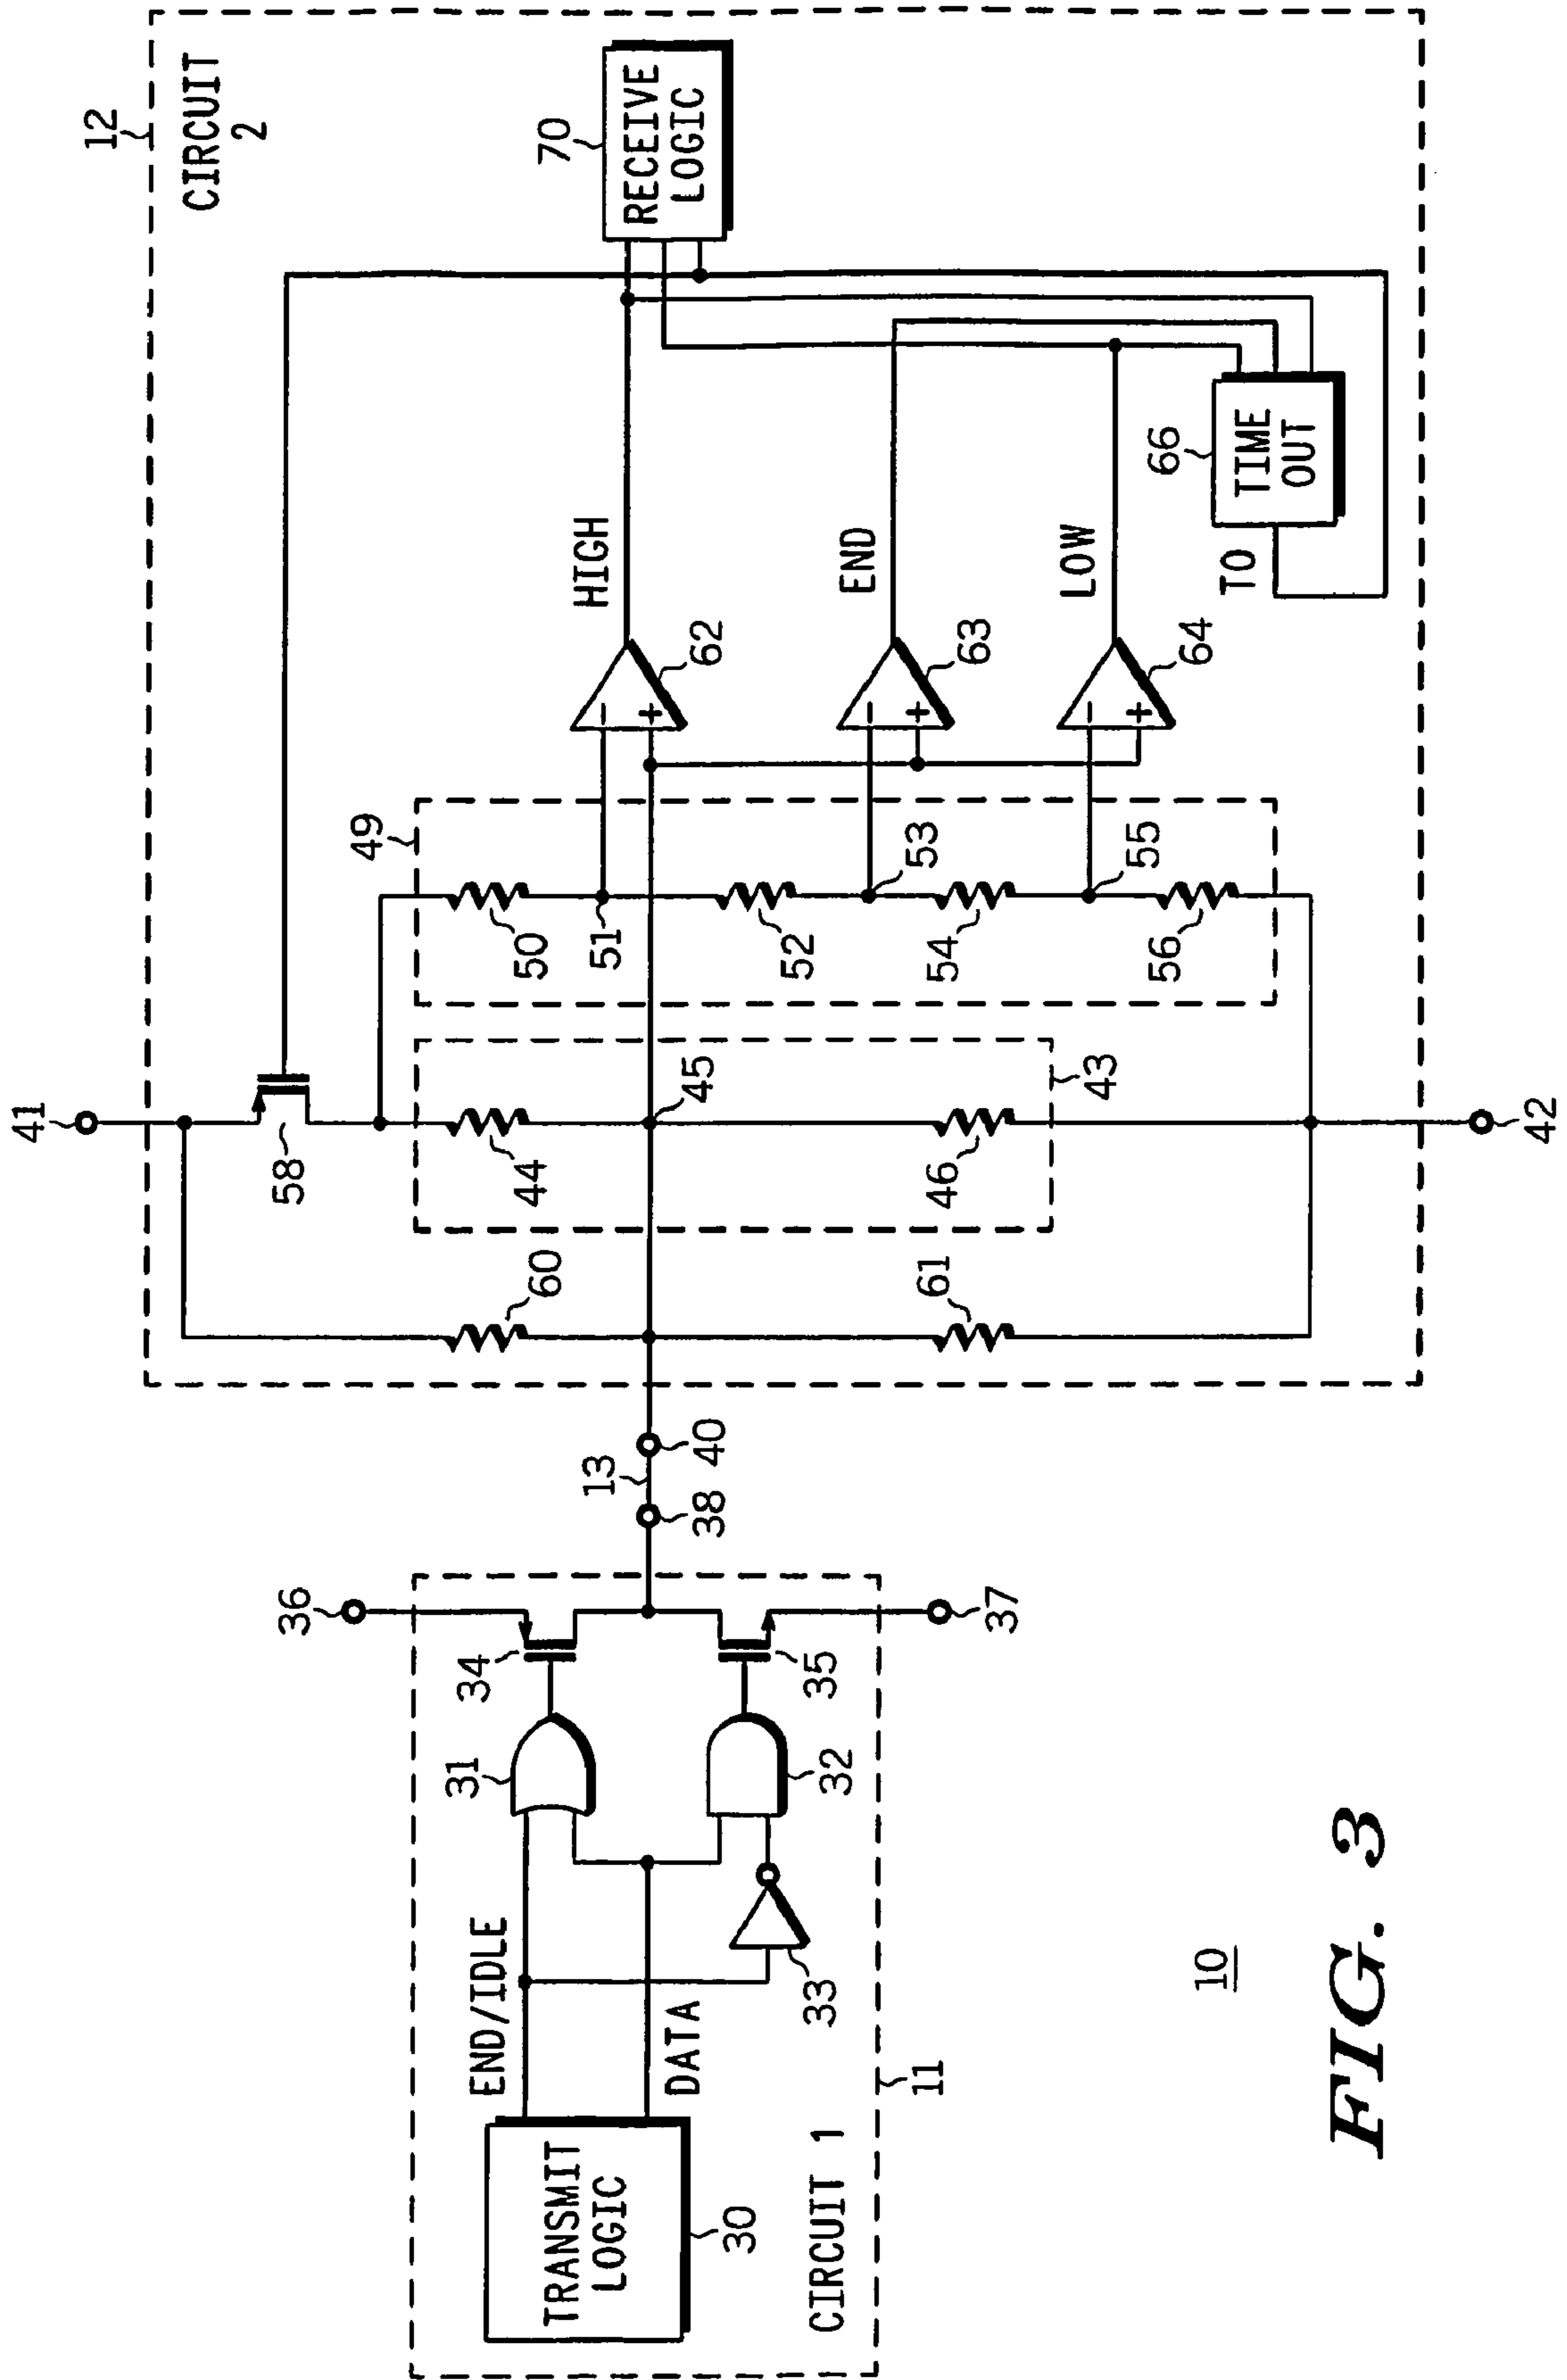 12
CIRCUIT
2
70
RECEIVE
LOGIC
HIGH
END
LOW
66
TIME
OUT
TO
62
63
64
49
50
51
52
53
54
55
56
41
58
44
45
46
43
42
60
61
40
13
38
36
34
35
37
31
32
33
END/IDLE
DATA
TRANSMIT
LOGIC
30
CIRCUIT 1
11
10
FIG. 3